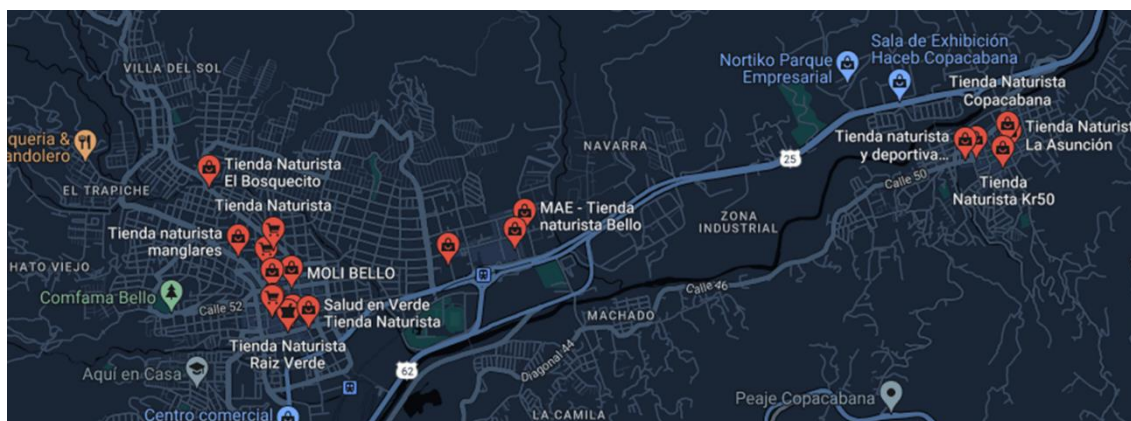 VILLA DEL SOL
queria &
andolero
EL TRAPICHE
Tienda Naturista
El Bosquecito
Tienda Naturista
Tienda naturista
manglares
HATO VIEJO
MOLI BELLO
Comfama Bello
Calle 52
Salud en Verde
Tienda Naturista
Tienda Naturista
Raiz Verde
Aquí en Casa
Centro comercial
62
MAE - Tienda
naturista Bello
NAVARRA
ZONA
INDUSTRIAL
25
Nortiko Parque
Empresarial
Sala de Exhibición
Haceb Copacabana
Tienda Naturista
Copacabana
Tienda naturista
y deportiva...
Tienda Naturist
La Asunción
Tienda
Naturista Kr50
Calle 50
Calle 46
MACHADO
Diagonal 44
LA CAMILA
Peaje Copacabana